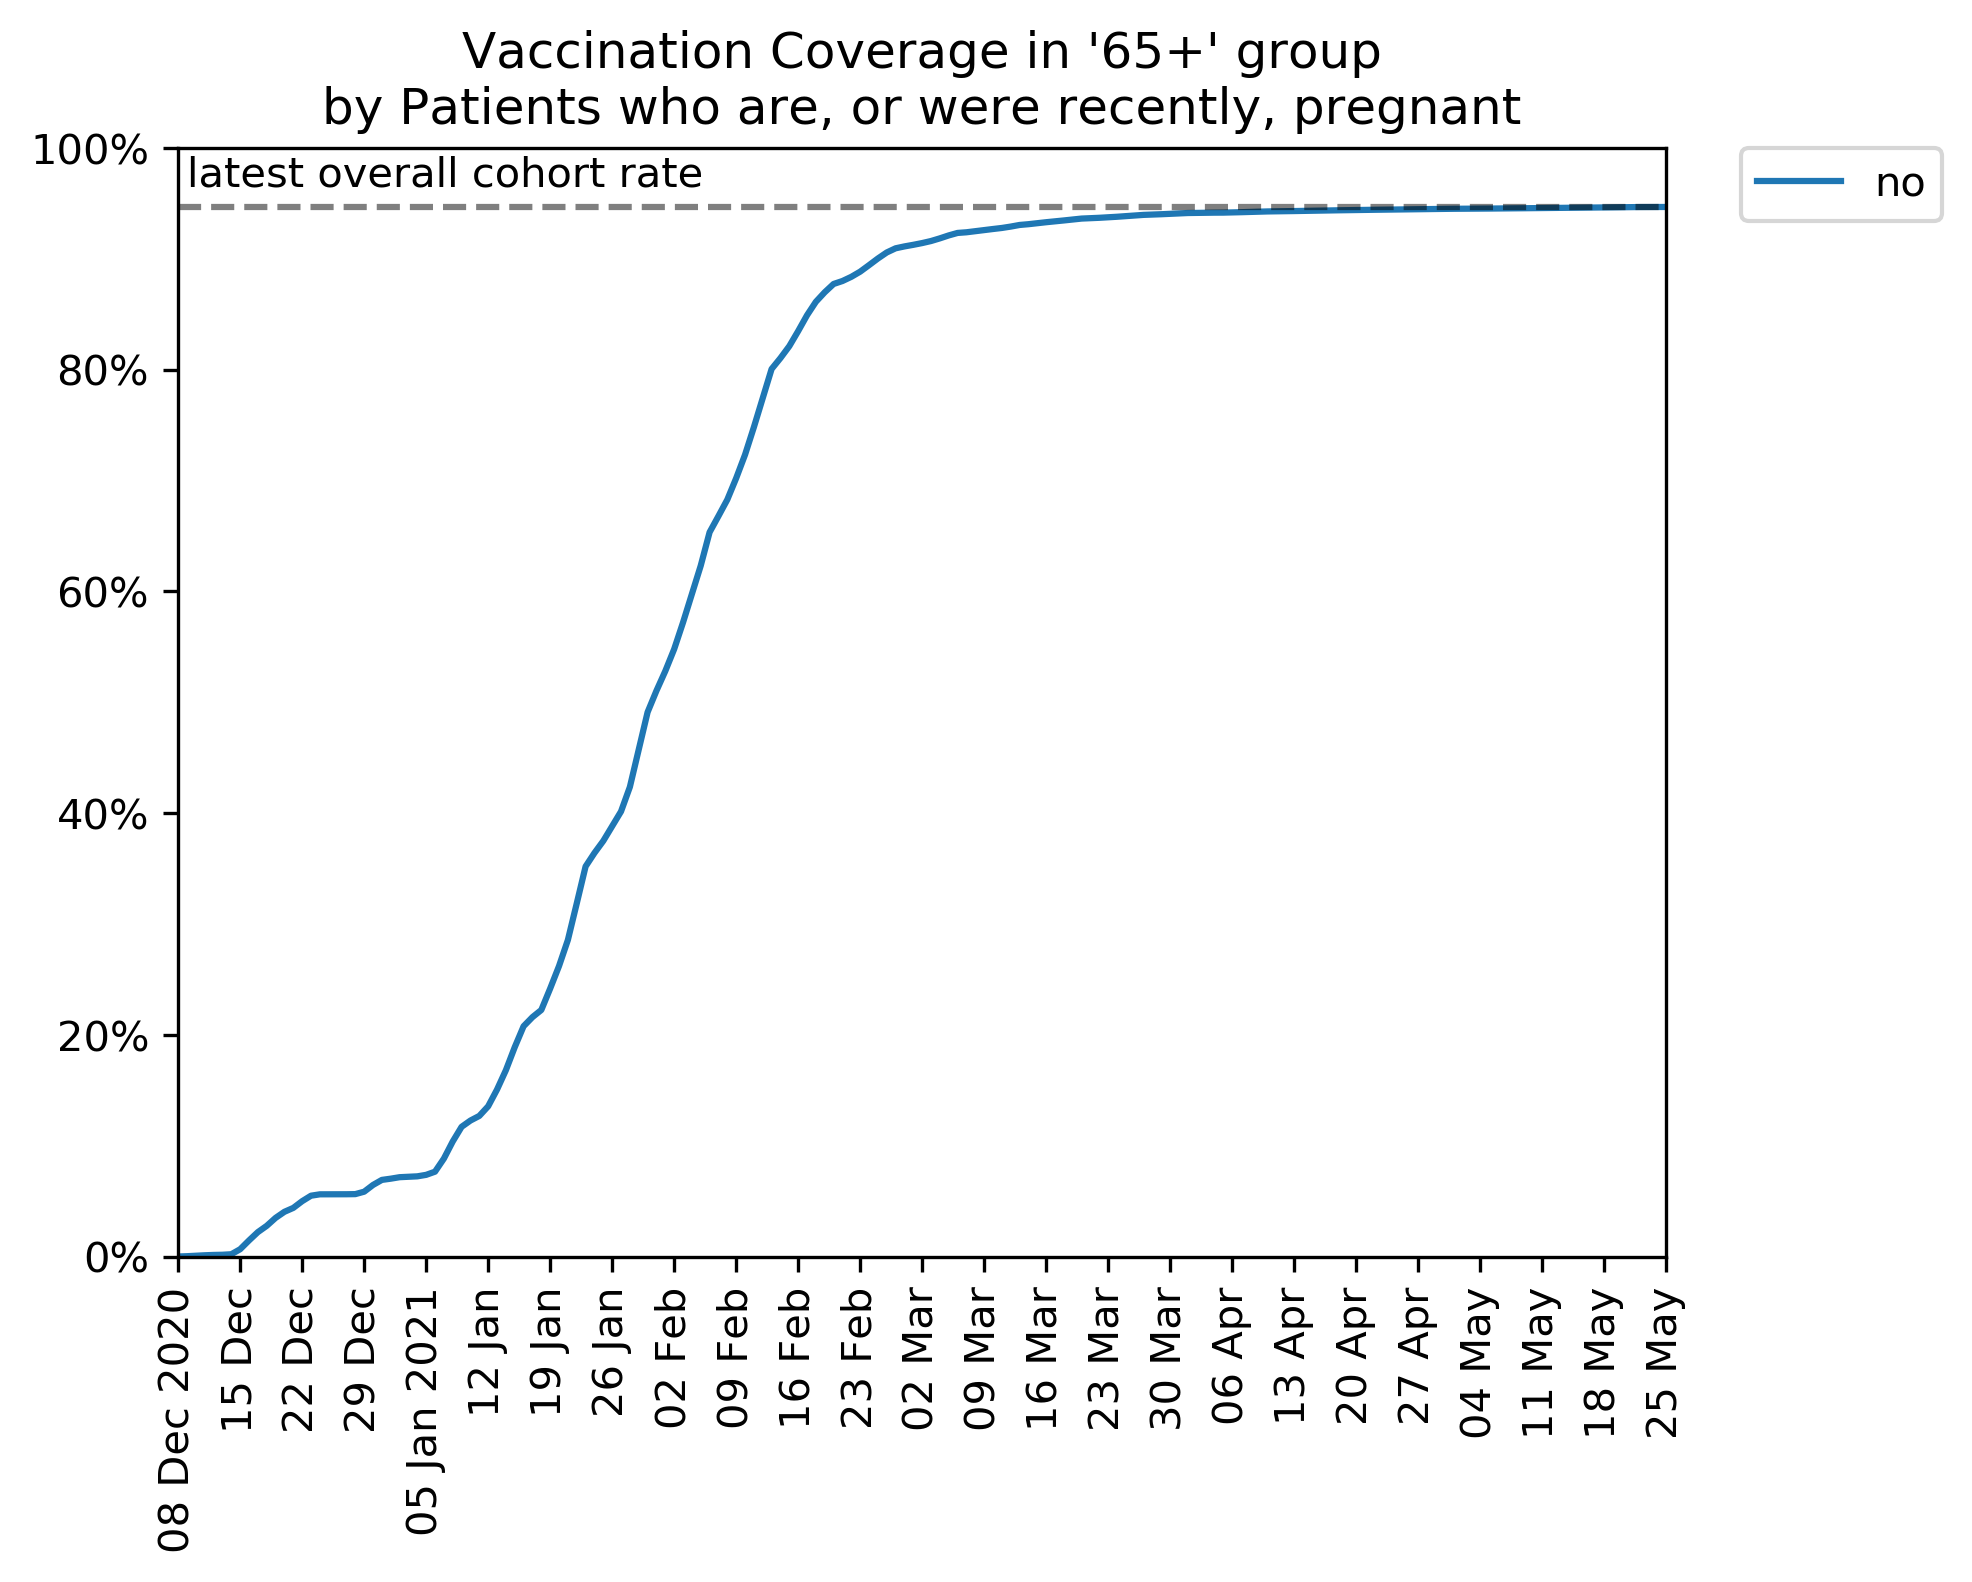 Vaccination Coverage in '65+' group
by Patients who are, or were recently, pregnant
100%
latest overall cohort rate
no
80%
60%
40%
20%
0%
08 Dec 2020
15 Dec
22 Dec
29 Dec
05 Jan 2021
12 Jan
19 Jan
26 Jan
02 Feb
09 Feb
16 Feb
23 Feb
02 Mar
09 Mar
16 Mar
23 Mar
30 Mar
06 Apr
13 Apr
20 Apr
27 Apr
04 May
11 May
18 May
25 May